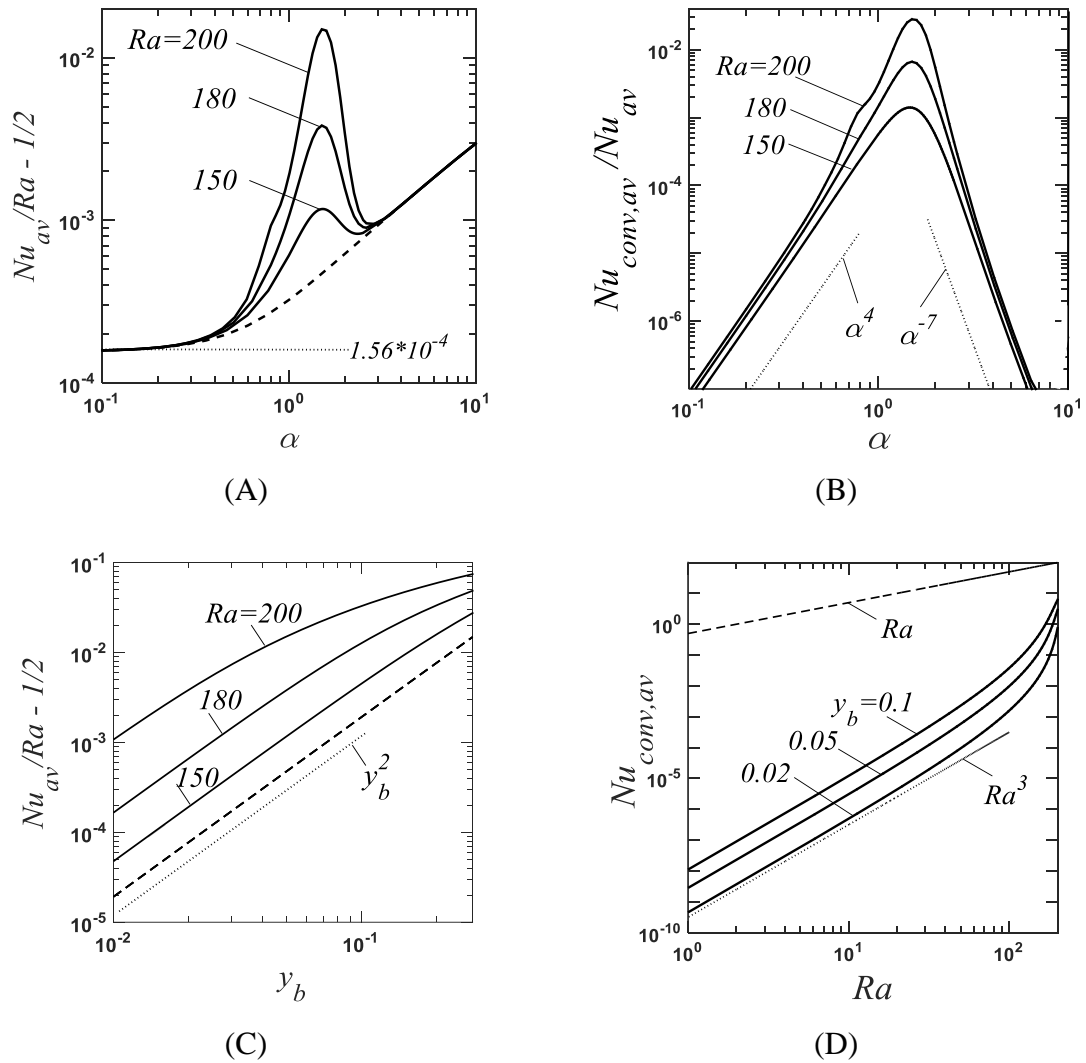 Nu_av/Ra - 1/2
10^-2
10^-3
10^-4
Ra=200
180
150
1.56*10^-4
10^-1
10^0
10^1
α
(A)
Nu_conv,av/Nu_av
10^-2
10^-4
10^-6
Ra=200
180
150
α^4
α^-7
10^-1
10^0
10^1
α
(B)
Nu_av/Ra - 1/2
10^-1
10^-2
10^-3
10^-4
10^-5
Ra=200
180
150
y_b^2
10^-2
10^-1
y_b
(C)
Nu_conv,av
10^0
10^-5
10^-10
Ra
y_b=0.1
0.05
0.02
Ra^3
10^0
10^1
10^2
Ra
(D)